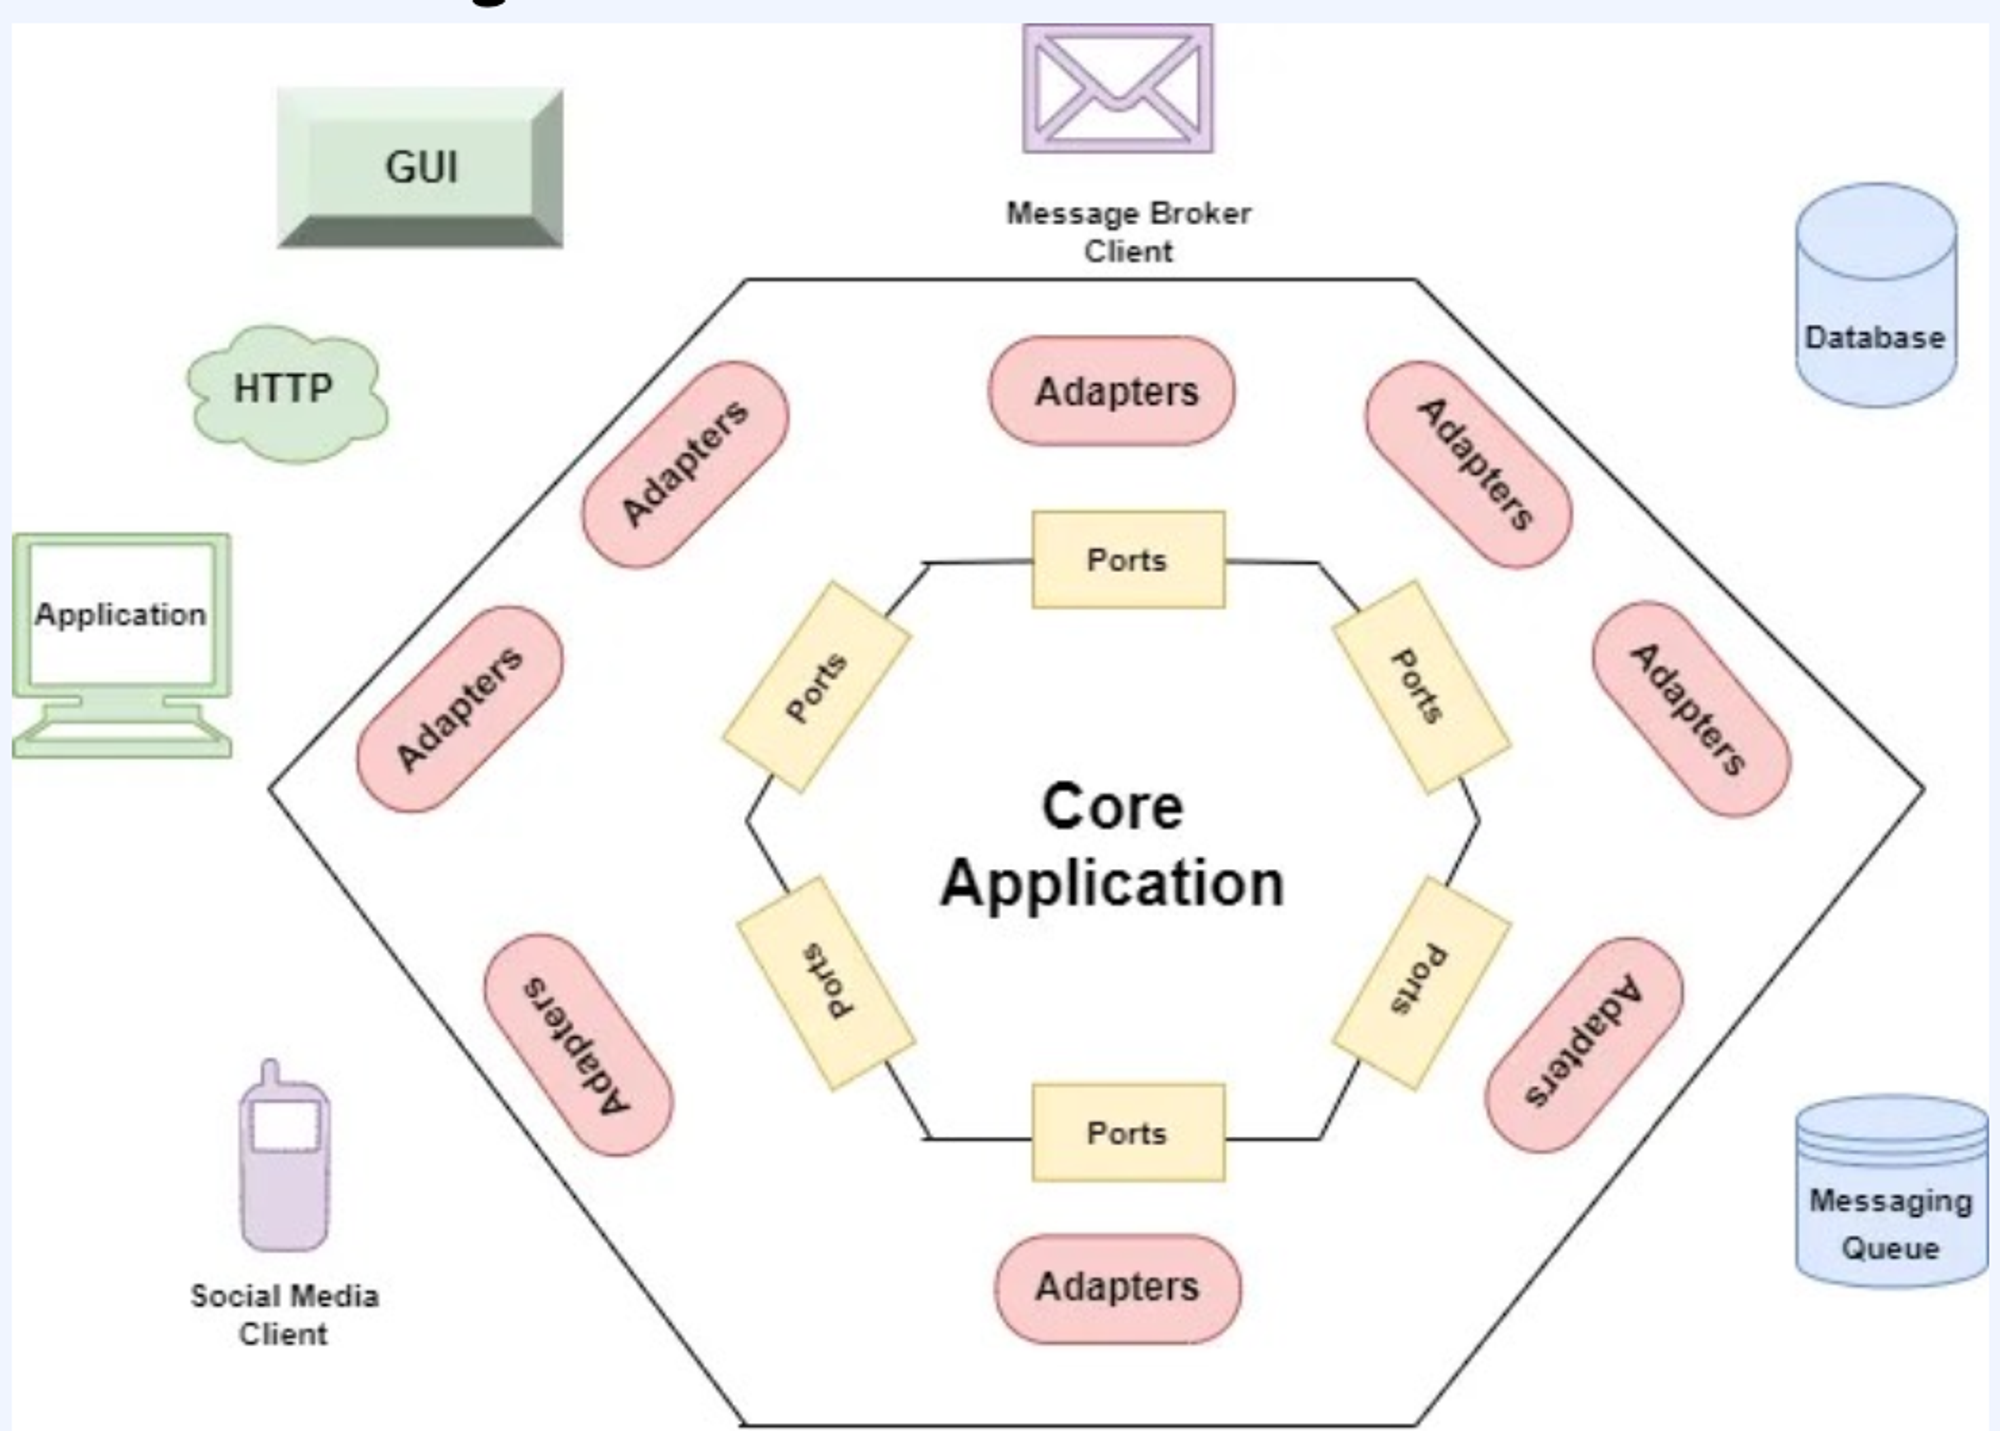 GUI
Message Broker
Client
Database
HTTP
Adapters
Adapters
Adapters
Ports
Application
Adapters
Adapters
Ports
Ports
Core
Application
Ports
Ports
Adapters
Adapters
Ports
Messaging
Queue
Adapters
Social Media
Client